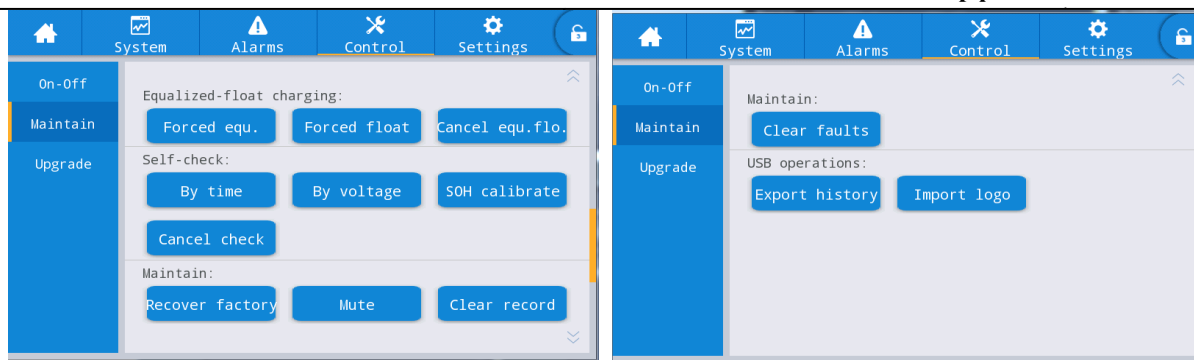 System Alarms Control Settings
On-Off
Maintain
Upgrade
Equalized-float charging:
Forced equ. Forced float Cancel equ.flo.
Self-check:
By time By voltage SOH calibrate
Cancel check
Maintain:
Recover factory Mute Clear record
System Alarms Control Settings
On-Off
Maintain
Upgrade
Maintain:
Clear faults
USB operations:
Export history Import logo